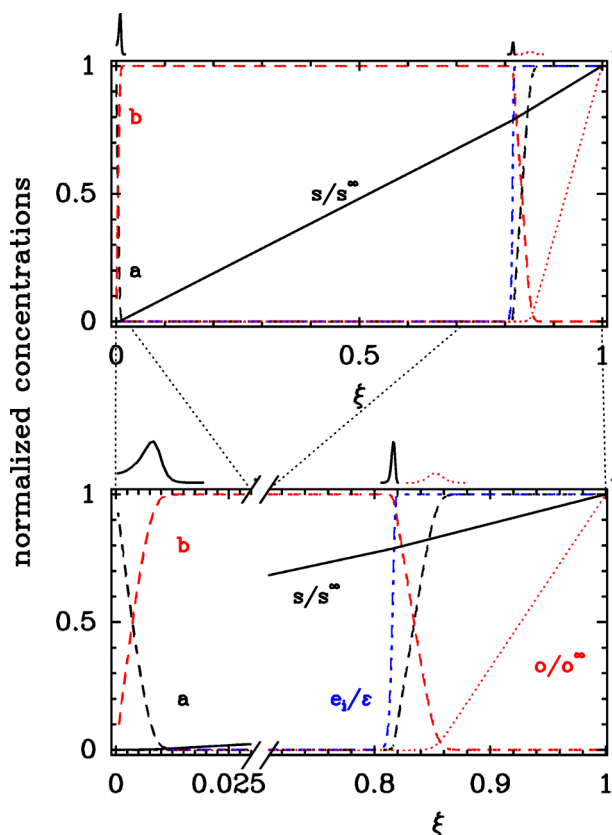 1
b
s/s∞
0.5
a
0
0 0.5 1
ξ
normalized concentrations
1
b
s/s∞
0.5
o/o∞
a
eᵢ/ε
0
0 0.025 0.8 0.9 1
ξ